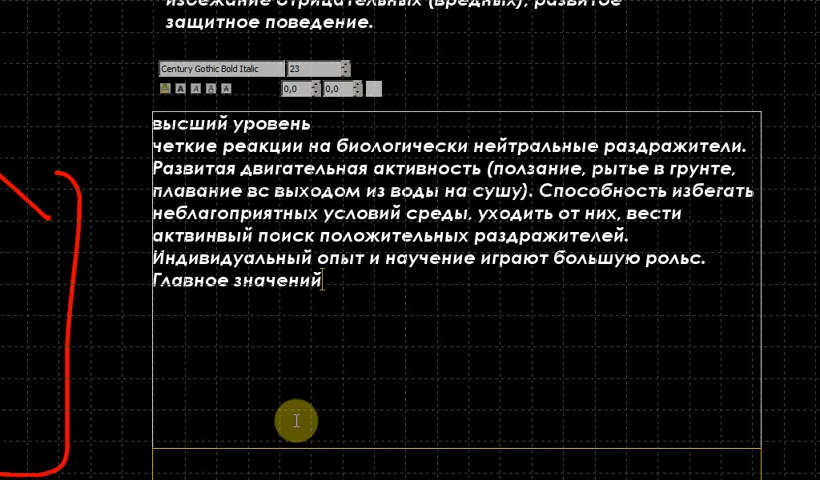 избежание отрицательных (вредных), развитое
защитное поведение.
Century Gothic Bold Italic 23
A A A A A 0,0 0,0
высший уровень
четкие реакции на биологически нейтральные раздражители.
Развитая двигательная активность (ползание, рытье в грунте,
плавание вс выходом из воды на сушу). Способность избегать
неблагоприятных условий среды, уходить от них, вести
актвинвый поиск положительных раздражителей.
Индивидуальный опыт и научение играют большую рольс.
Главное значений